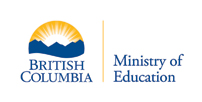 BRITISH
COLUMBIA
Ministry of
Education